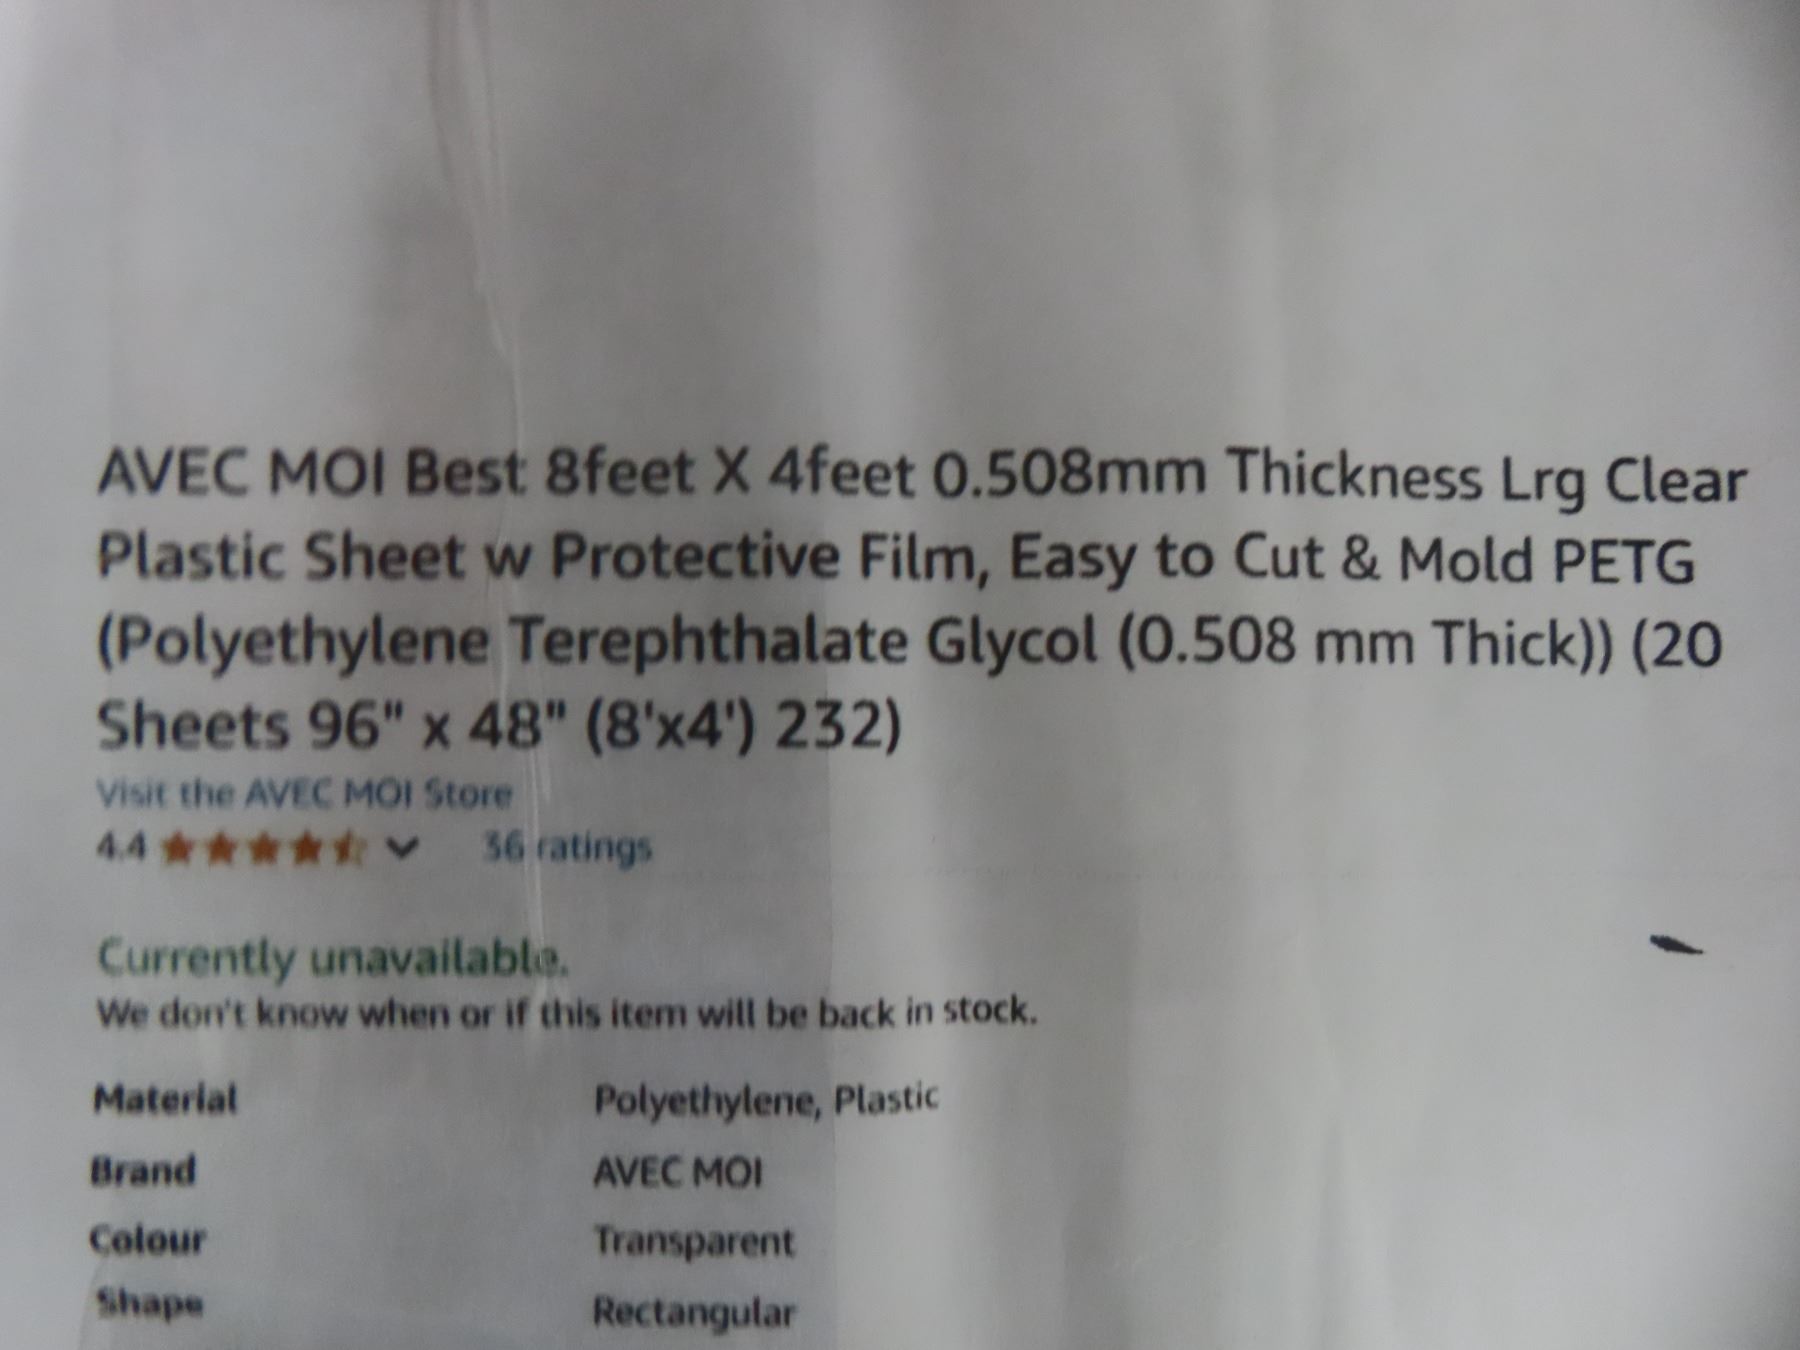 AVEC MOI Best 8feet X 4feet 0.508mm Thickness Lrg Clear
Plastic Sheet w Protective Film, Easy to Cut & Mold PETG
(Polyethylene Terephthalate Glycol (0.508 mm Thick)) (20
Sheets 96" x 48" (8'x4') 232)
Visit the AVEC MOI Store
4.4 36 ratings
Currently unavailable.
We don't know when or if this item will be back in stock.
Material Polyethylene, Plastic
Brand AVEC MOI
Colour Transparent
Shape Rectangular